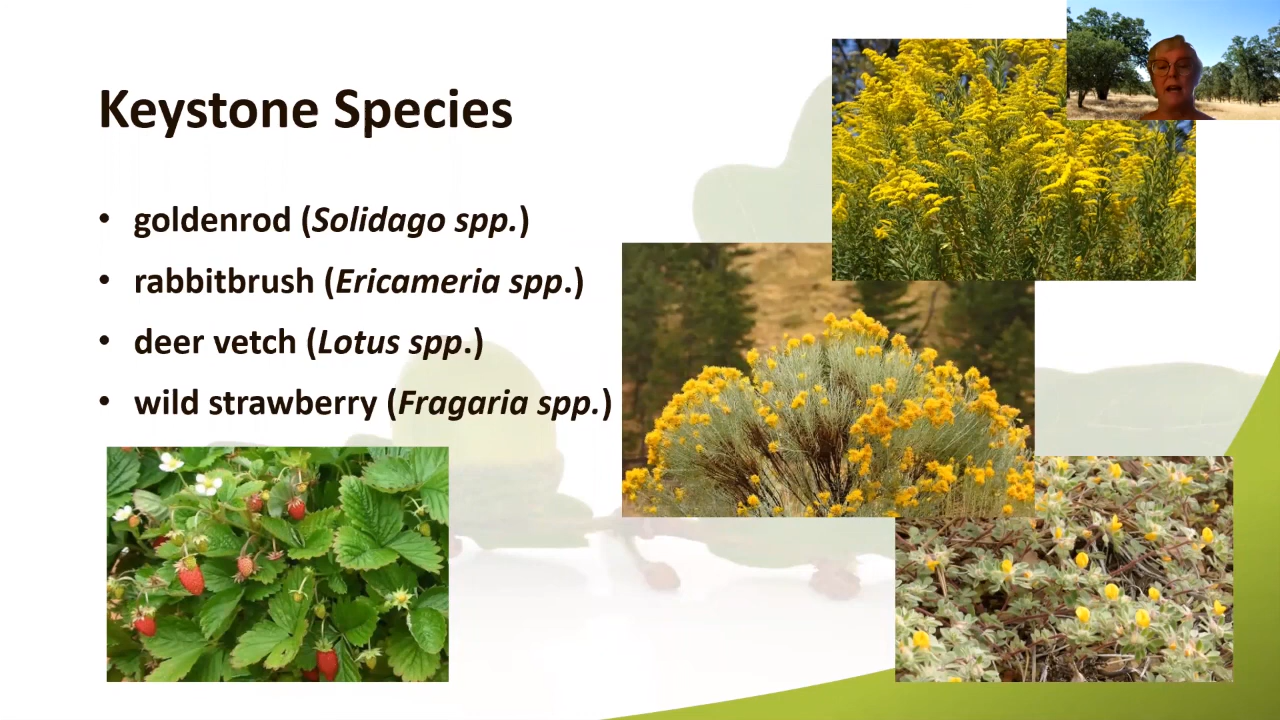 Keystone Species
• goldenrod (Solidago spp.)
• rabbitbrush (Ericameria spp.)
• deer vetch (Lotus spp.)
• wild strawberry (Fragaria spp.)